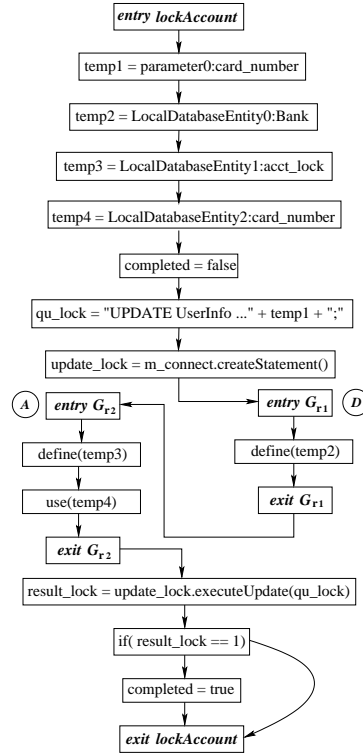 entry lockAccount
temp1 = parameter0:card_number
temp2 = LocalDatabaseEntity0:Bank
temp3 = LocalDatabaseEntity1:acct_lock
temp4 = LocalDatabaseEntity2:card_number
completed = false
qu_lock = "UPDATE UserInfo ..." + temp1 + ";"
update_lock = m_connect.createStatement()
A
entry Gr2
entry Gr1
D
define(temp3)
define(temp2)
use(temp4)
exit Gr1
exit Gr2
result_lock = update_lock.executeUpdate(qu_lock)
if( result_lock == 1)
completed = true
exit lockAccount